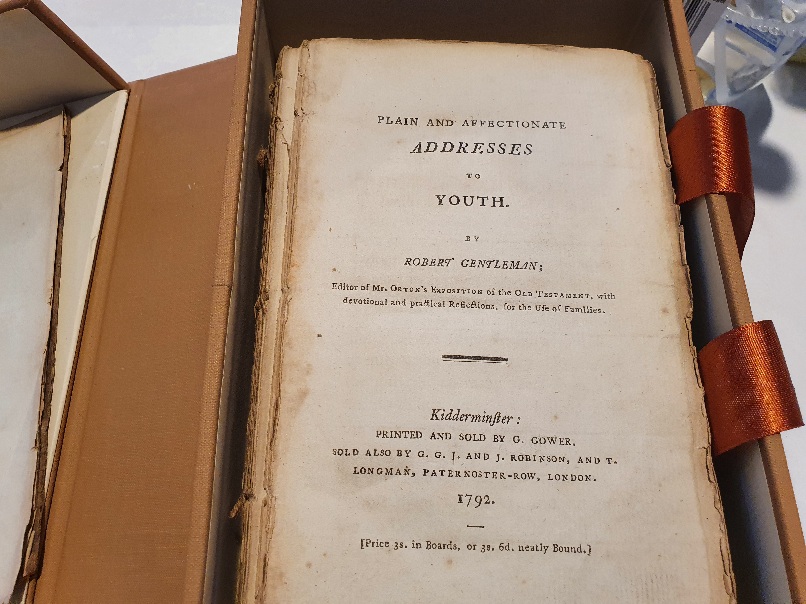 PLAIN AND AFFECTIONATE
ADDRESSES
TO
YOUTH.
BY
ROBERT GENTLEMAN;
Editor of Mr. ORTON's EXPOSITION of the OLD TESTAMENT, with
devotional and practical Reflections, for the Uſe of Families.
Kidderminſter:
PRINTED AND SOLD BY G. GOWER,
SOLD ALSO BY G. G. J. AND J. ROBINSON, AND T.
LONGMAN, PATERNOSTER-ROW, LONDON.
1792.
[Price 3s. in Boards, or 3s. 6d. neatly Bound.]